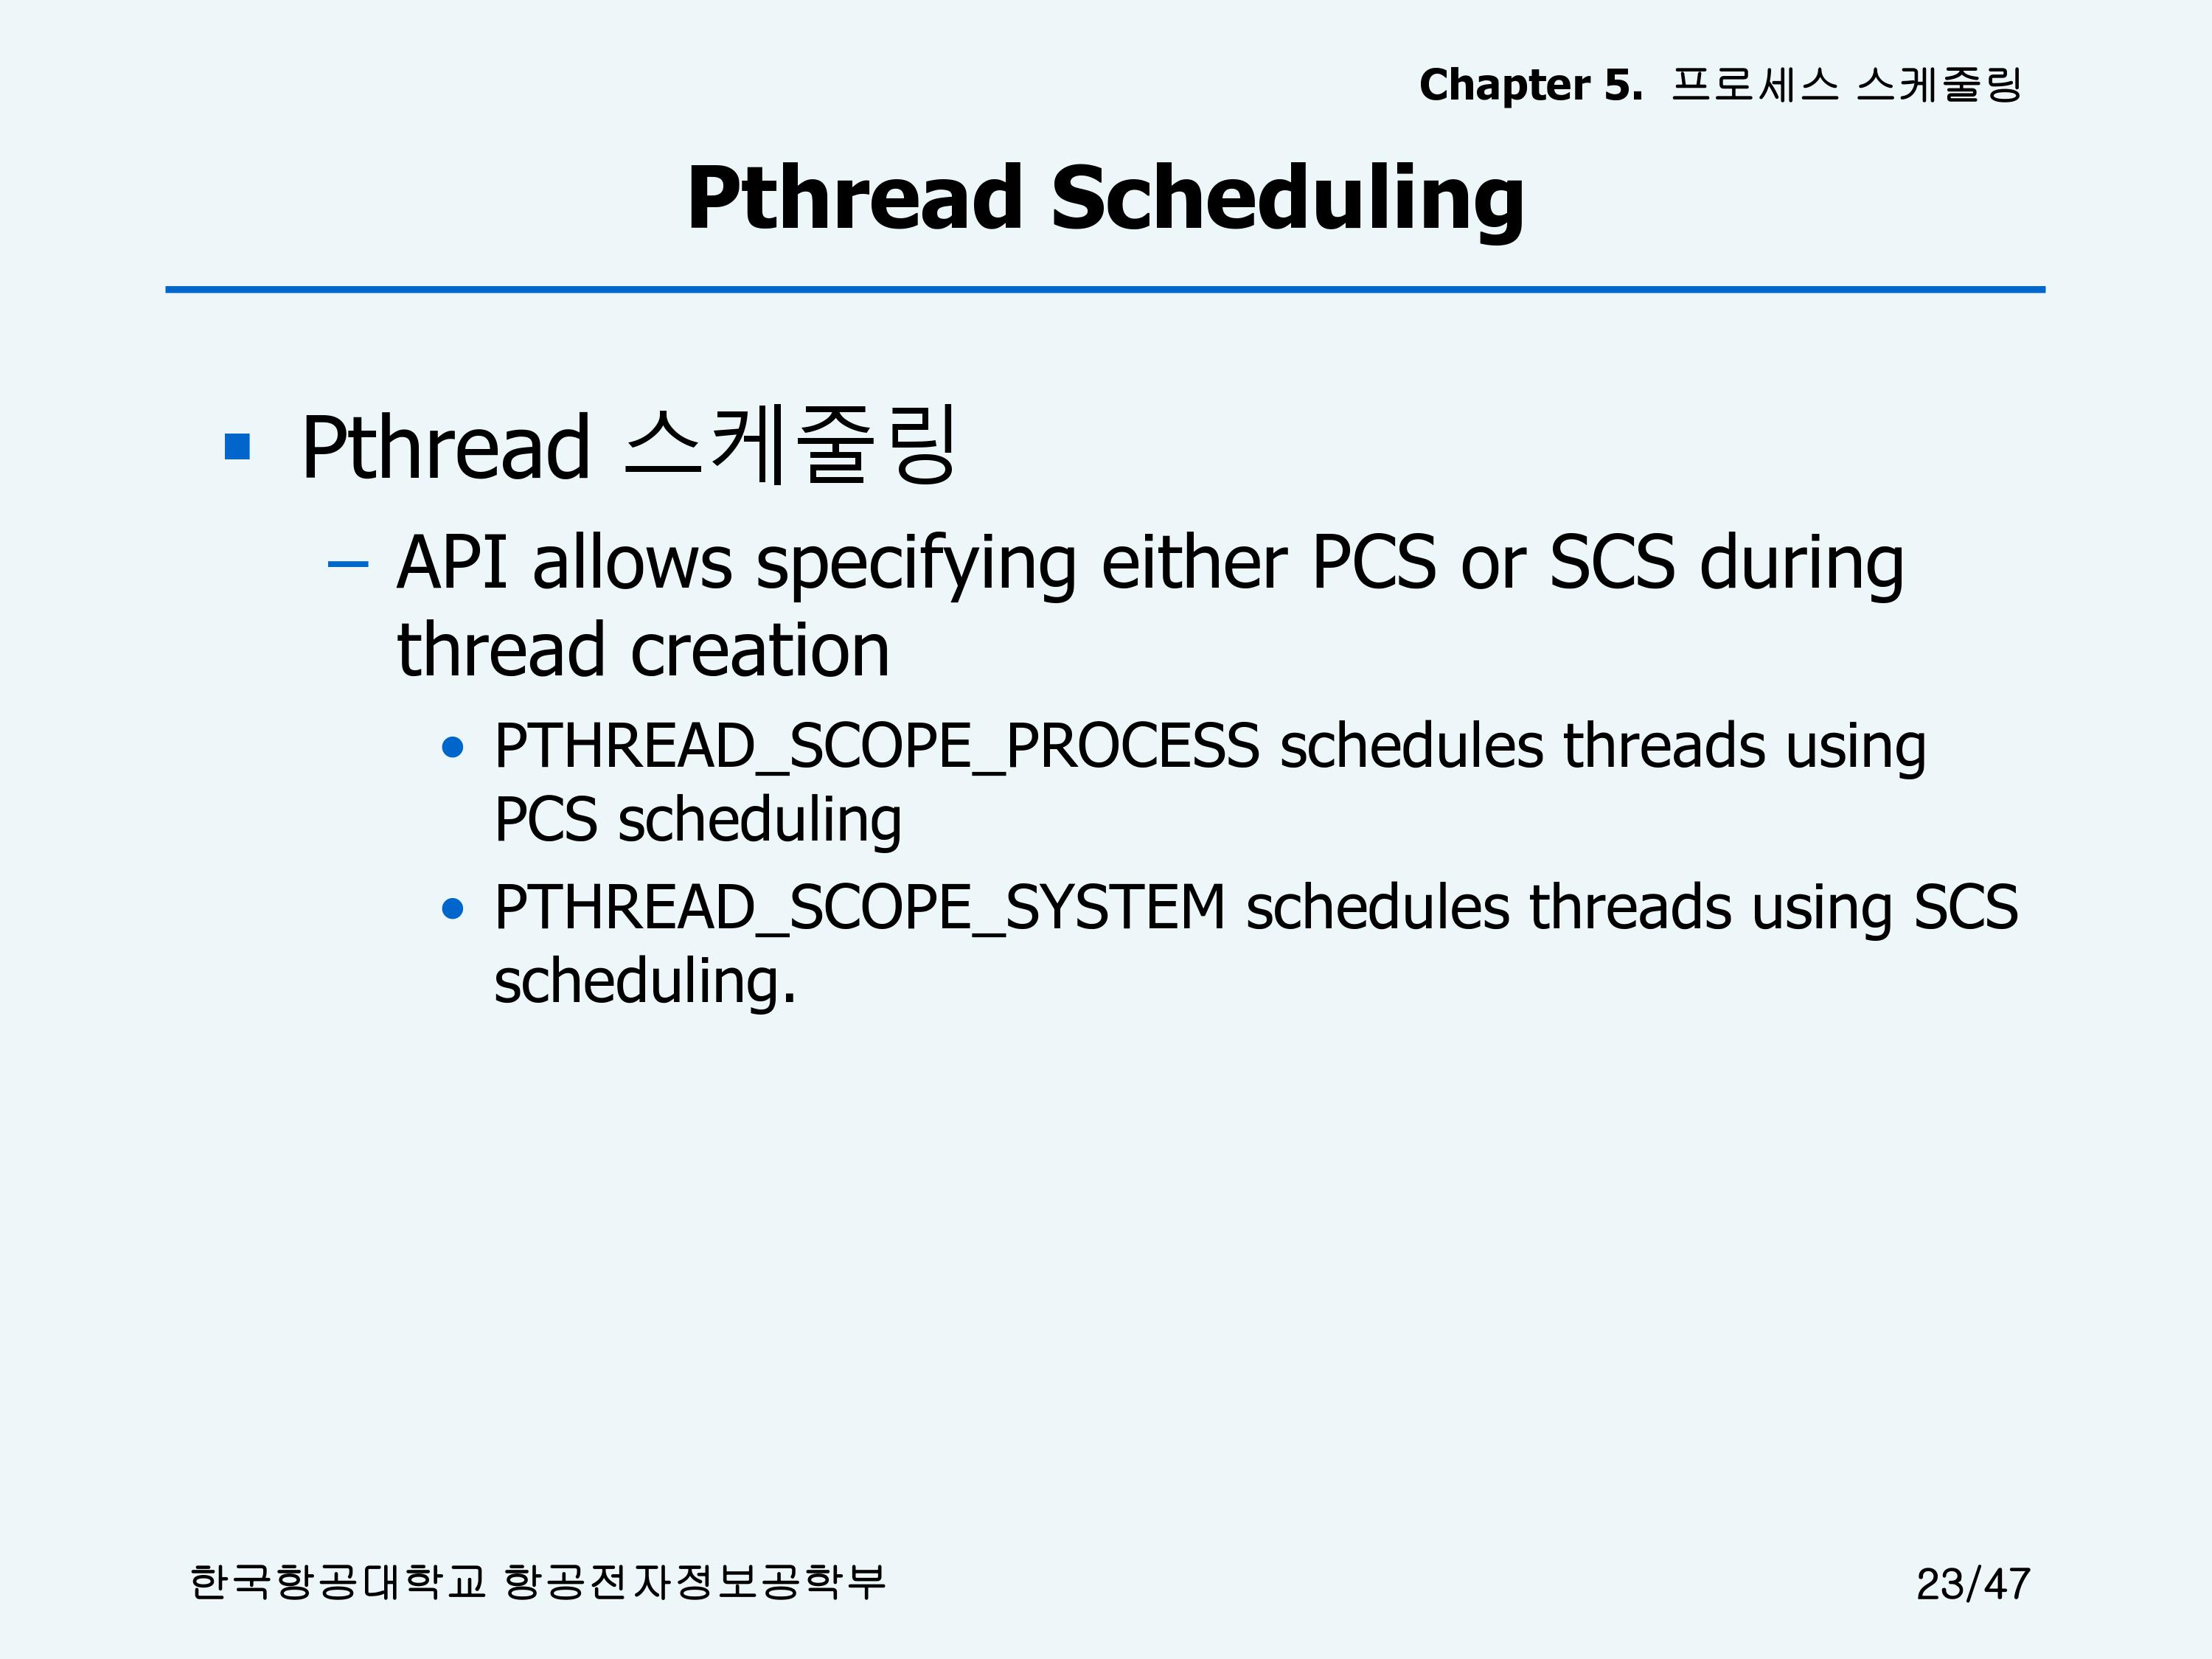 Chapter 5. 프로세스 스케줄링
Pthread Scheduling
▪ Pthread 스케줄링
– API allows specifying either PCS or SCS during
thread creation
• PTHREAD_SCOPE_PROCESS schedules threads using
PCS scheduling
• PTHREAD_SCOPE_SYSTEM schedules threads using SCS
scheduling.
한국항공대학교 항공전자정보공학부
23/47